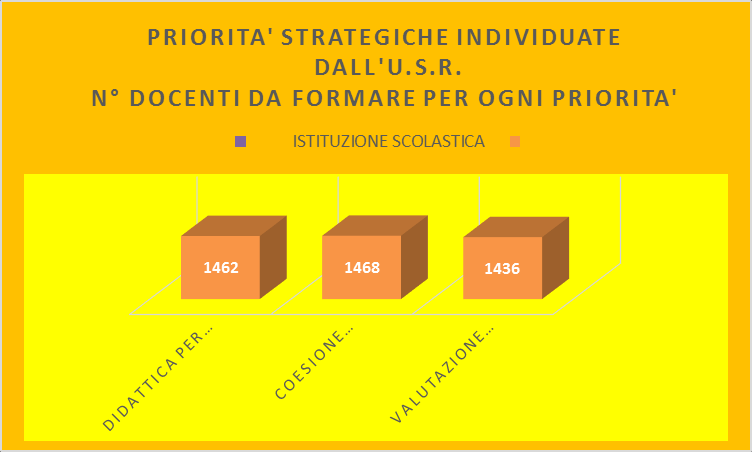 PRIORITA' STRATEGICHE INDIVIDUATE
DALL'U.S.R.
N° DOCENTI DA FORMARE PER OGNI PRIORITA'
ISTITUZIONE SCOLASTICA
1462
1468
1436
DIDATTICA PER...
COESIONE...
VALUTAZIONE...